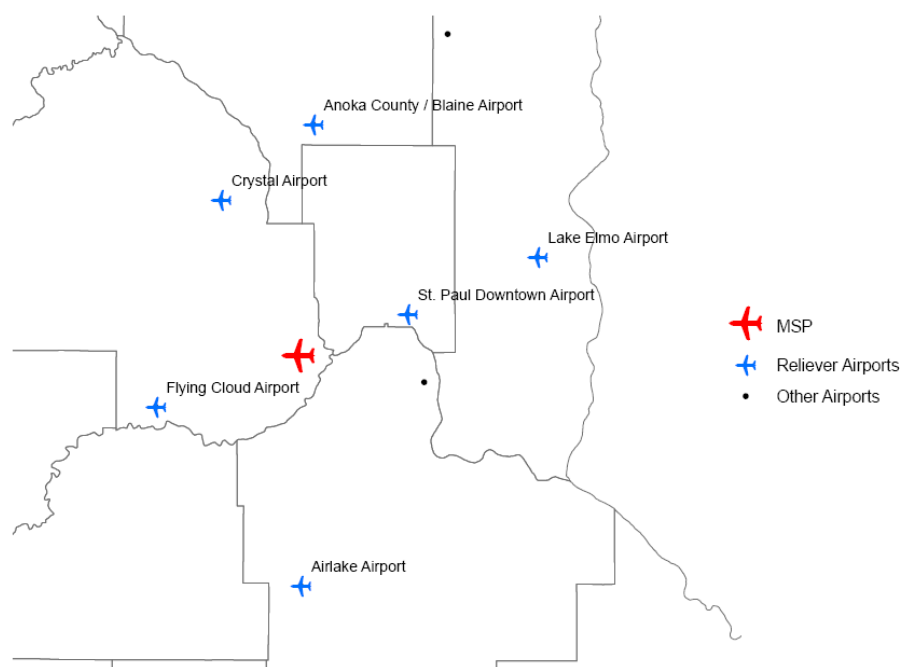 Anoka County / Blaine Airport
Crystal Airport
Lake Elmo Airport
St. Paul Downtown Airport
MSP
Reliever Airports
Flying Cloud Airport
Other Airports
Airlake Airport